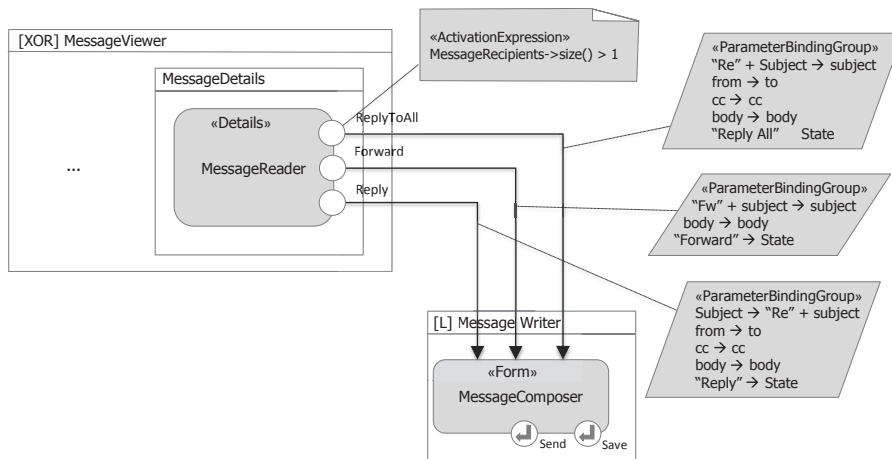 [XOR] MessageViewer
«ActivationExpression»
MessageRecipients->size() > 1
«ParameterBindingGroup»
“Re” + Subject → subject
from → to
cc → cc
body → body
“Reply All”    State
MessageDetails
«Details»
MessageReader
...
ReplyToAll
Forward
Reply
«ParameterBindingGroup»
“Fw” + subject → subject
body → body
“Forward” → State
«ParameterBindingGroup»
Subject → “Re” + subject
from → to
cc → cc
body → body
“Reply” → State
[L] Message Writer
«Form»
MessageComposer
Send
Save